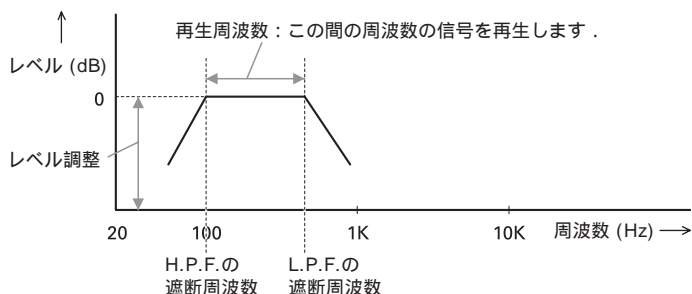 再生周波数：この間の周波数の信号を再生します．
レベル (dB)
0
レベル調整
20
100
1K
10K
周波数 (Hz)
H.P.F.の
遮断周波数
L.P.F.の
遮断周波数